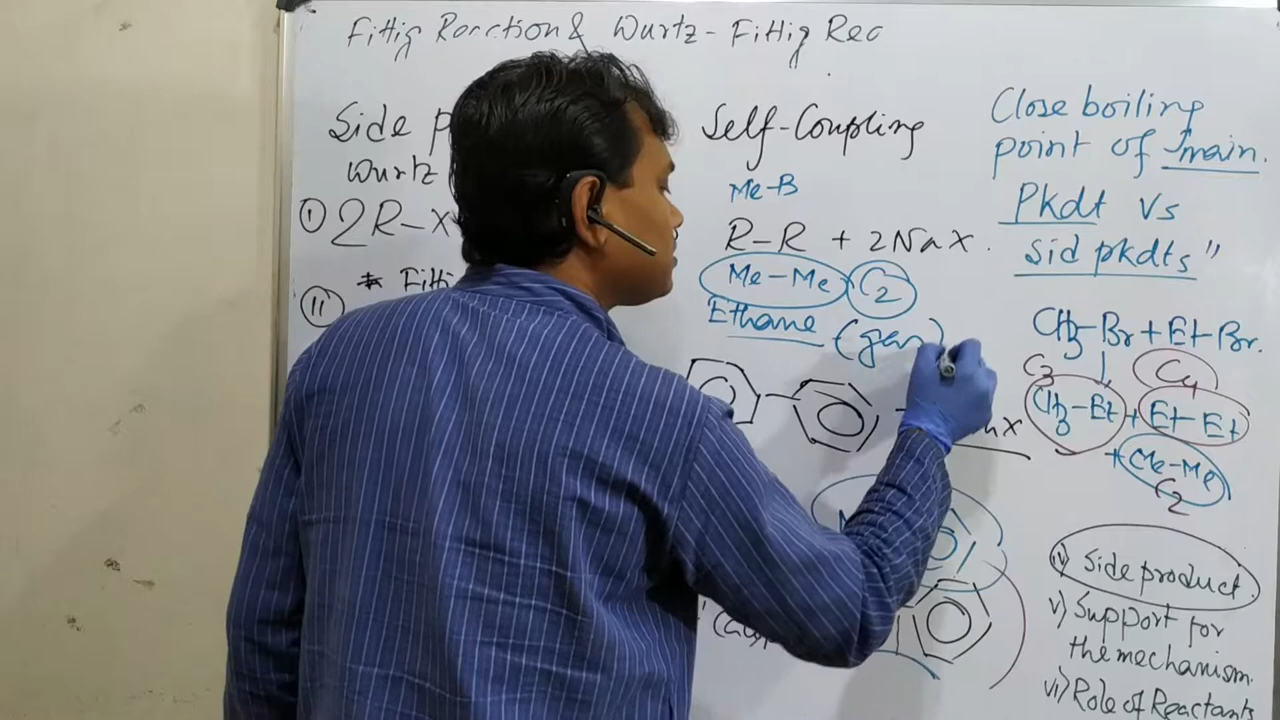 Fittig Reaction & Wurtz-Fittig Rec
Side p
Wurtz
① 2R-X
* Fitti
②
Self-Coupling
Me-B
R-R + 2NaX.
Me-Me C2
Ethane (gas)
Close boiling
point of "main.
Pkdt vs
Sid pkdts"
CH3-Br + Et-Br.
C3 C4
CH3-Et + Et-Et
+ Me-Me
C2
iv) Side product
v) Support for
the mechanism.
vi) Role of Reactants